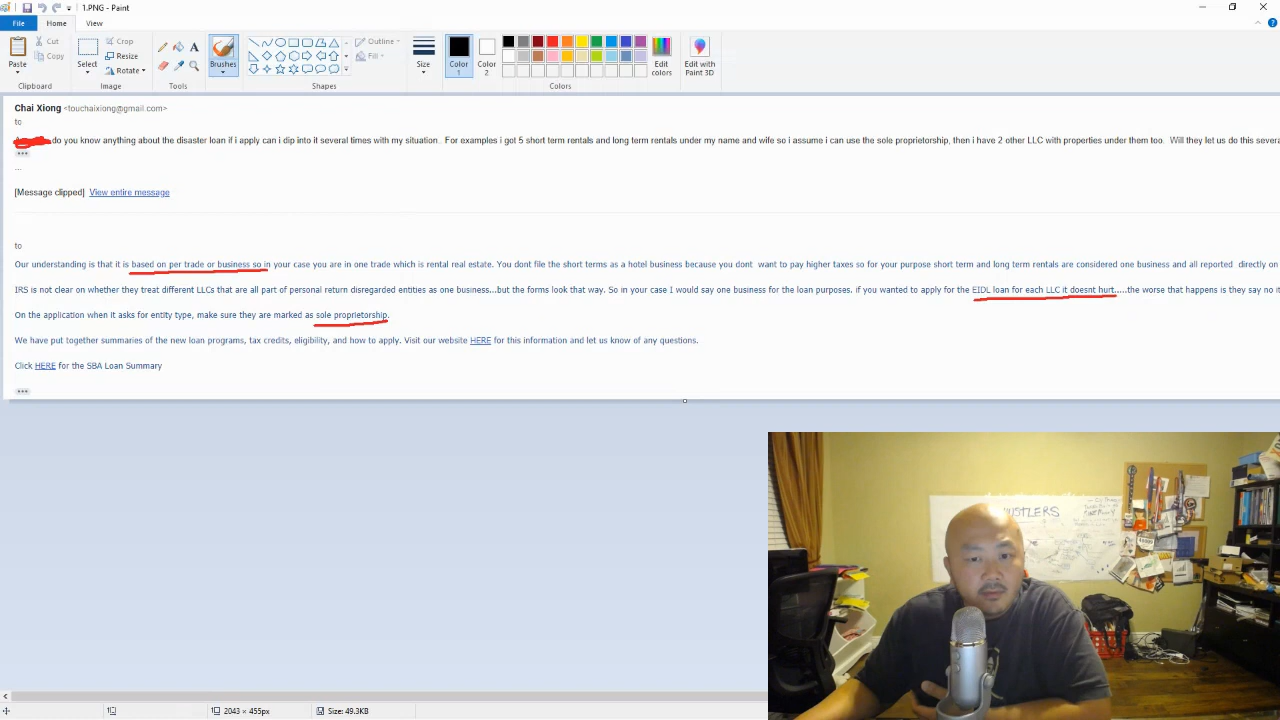 1.PNG - Paint
File
Home
View
Paste
Cut
Copy
Clipboard
Select
Crop
Resize
Rotate
Image
Tools
Brushes
Outline
Fill
Shapes
Size
Color 1
Color 2
Edit colors
Colors
Edit with Paint 3D
Chai Xiong <touchaixiong@gmail.com>
to
do you know anything about the disaster loan if i apply can i dip into it several times with my situation. For examples i got 5 short term rentals and long term rentals under my name and wife so i assume i can use the sole proprietorship, then i have 2 other LLC with properties under them too. Will they let us do this severa
...
[Message clipped] View entire message
to
Our understanding is that it is based on per trade or business so in your case you are in one trade which is rental real estate. You dont file the short terms as a hotel business because you dont want to pay higher taxes so for your purpose short term and long term rentals are considered one business and all reported directly on
IRS is not clear on whether they treat different LLCs that are all part of personal return disregarded entities as one business...but the forms look that way. So in your case I would say one business for the loan purposes. if you wanted to apply for the EIDL loan for each LLC it doesnt hurt.....the worse that happens is they say no it
On the application when it asks for entity type, make sure they are marked as sole proprietorship.
We have put together summaries of the new loan programs, tax credits, eligibility, and how to apply. Visit our website HERE for this information and let us know of any questions.
Click HERE for the SBA Loan Summary
HUSTLERS
2043 × 455px
Size: 49.3KB